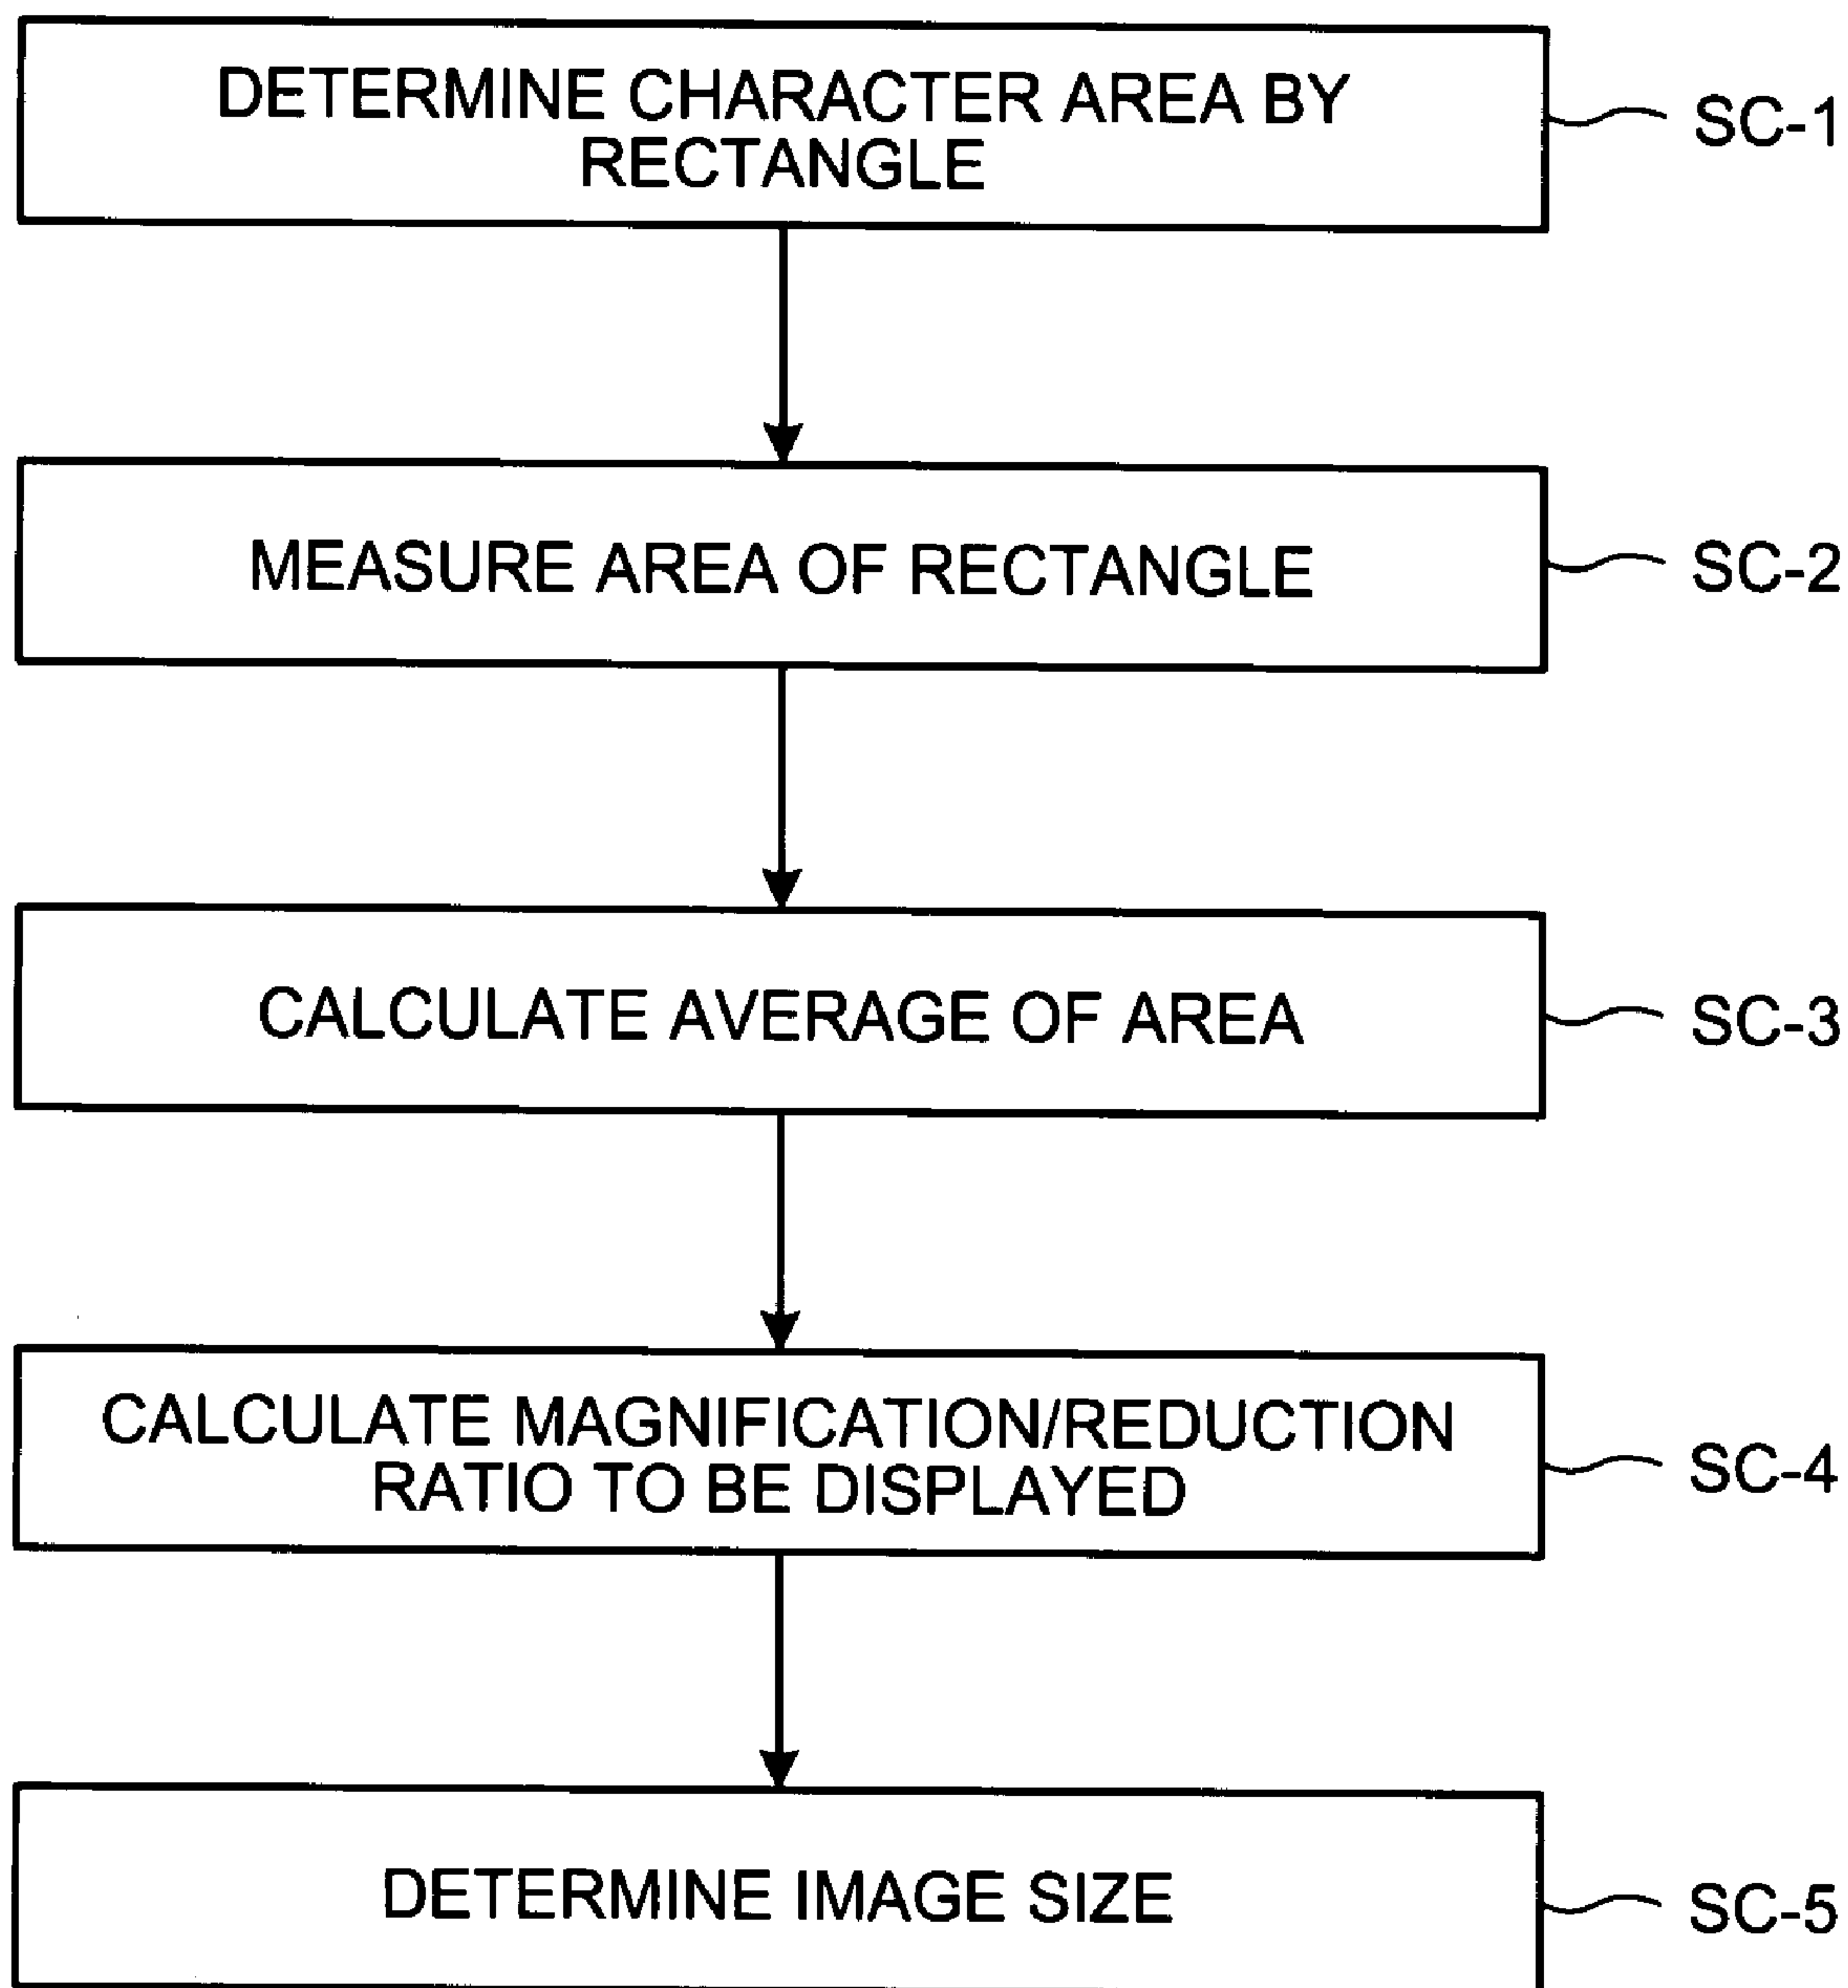 DETERMINE CHARACTER AREA BY
RECTANGLE
SC-1
MEASURE AREA OF RECTANGLE
SC-2
CALCULATE AVERAGE OF AREA
SC-3
CALCULATE MAGNIFICATION/REDUCTION
RATIO TO BE DISPLAYED
SC-4
DETERMINE IMAGE SIZE
SC-5